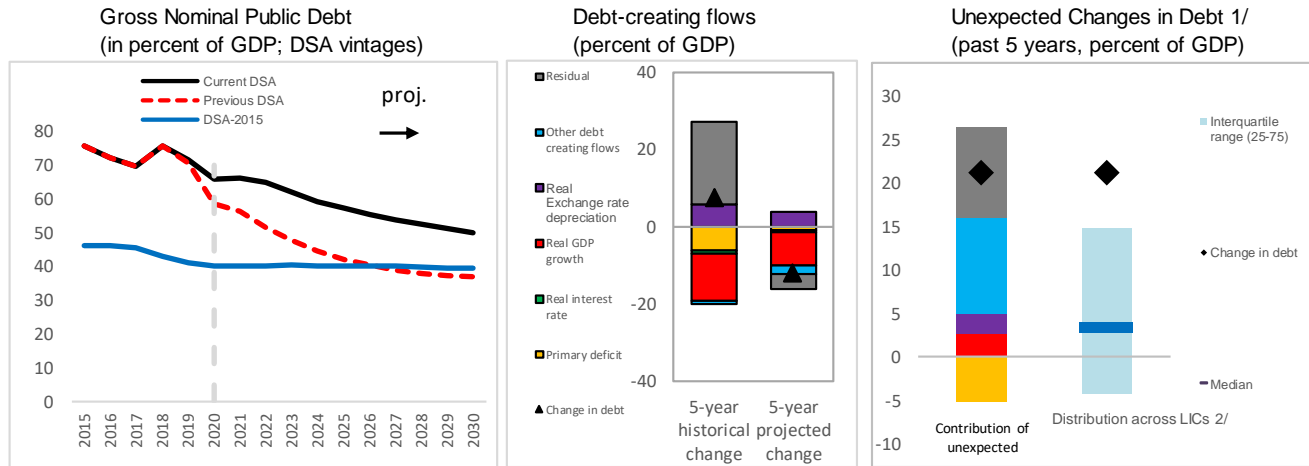 Gross Nominal Public Debt
(in percent of GDP; DSA vintages)
Current DSA
Previous DSA
DSA-2015
proj.
80
70
60
50
40
30
20
10
0
2015
2016
2017
2018
2019
2020
2021
2022
2023
2024
2025
2026
2027
2028
2029
2030
Debt-creating flows
(percent of GDP)
Residual
Other debt
creating flows
Real
Exchange rate
depreciation
Real GDP
growth
Real interest
rate
Primary deficit
Change in debt
40
20
0
-20
-40
5-year
historical
change
5-year
projected
change
Unexpected Changes in Debt 1/
(past 5 years, percent of GDP)
30
25
20
15
10
5
0
-5
-10
Contribution of
unexpected
Distribution across LICs 2/
Interquartile
range (25-75)
Change in debt
Median